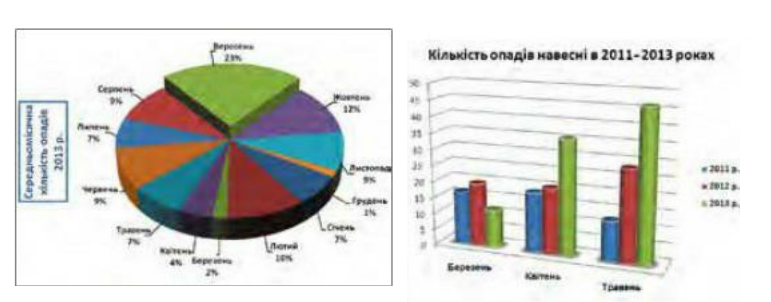 Середньомісячна
кількість опадів
2013 р.
Вересень
23%
Жовтень
12%
Листопад
9%
Грудень
1%
Січень
7%
Лютий
10%
Березень
2%
Квітень
4%
Травень
7%
Червень
9%
Липень
7%
Серпень
9%
Кількість опадів навесні в 2011–2013 роках
50
45
40
35
30
25
20
15
10
5
0
Березень
Квітень
Травень
2011 р.
2012 р.
2013 р.